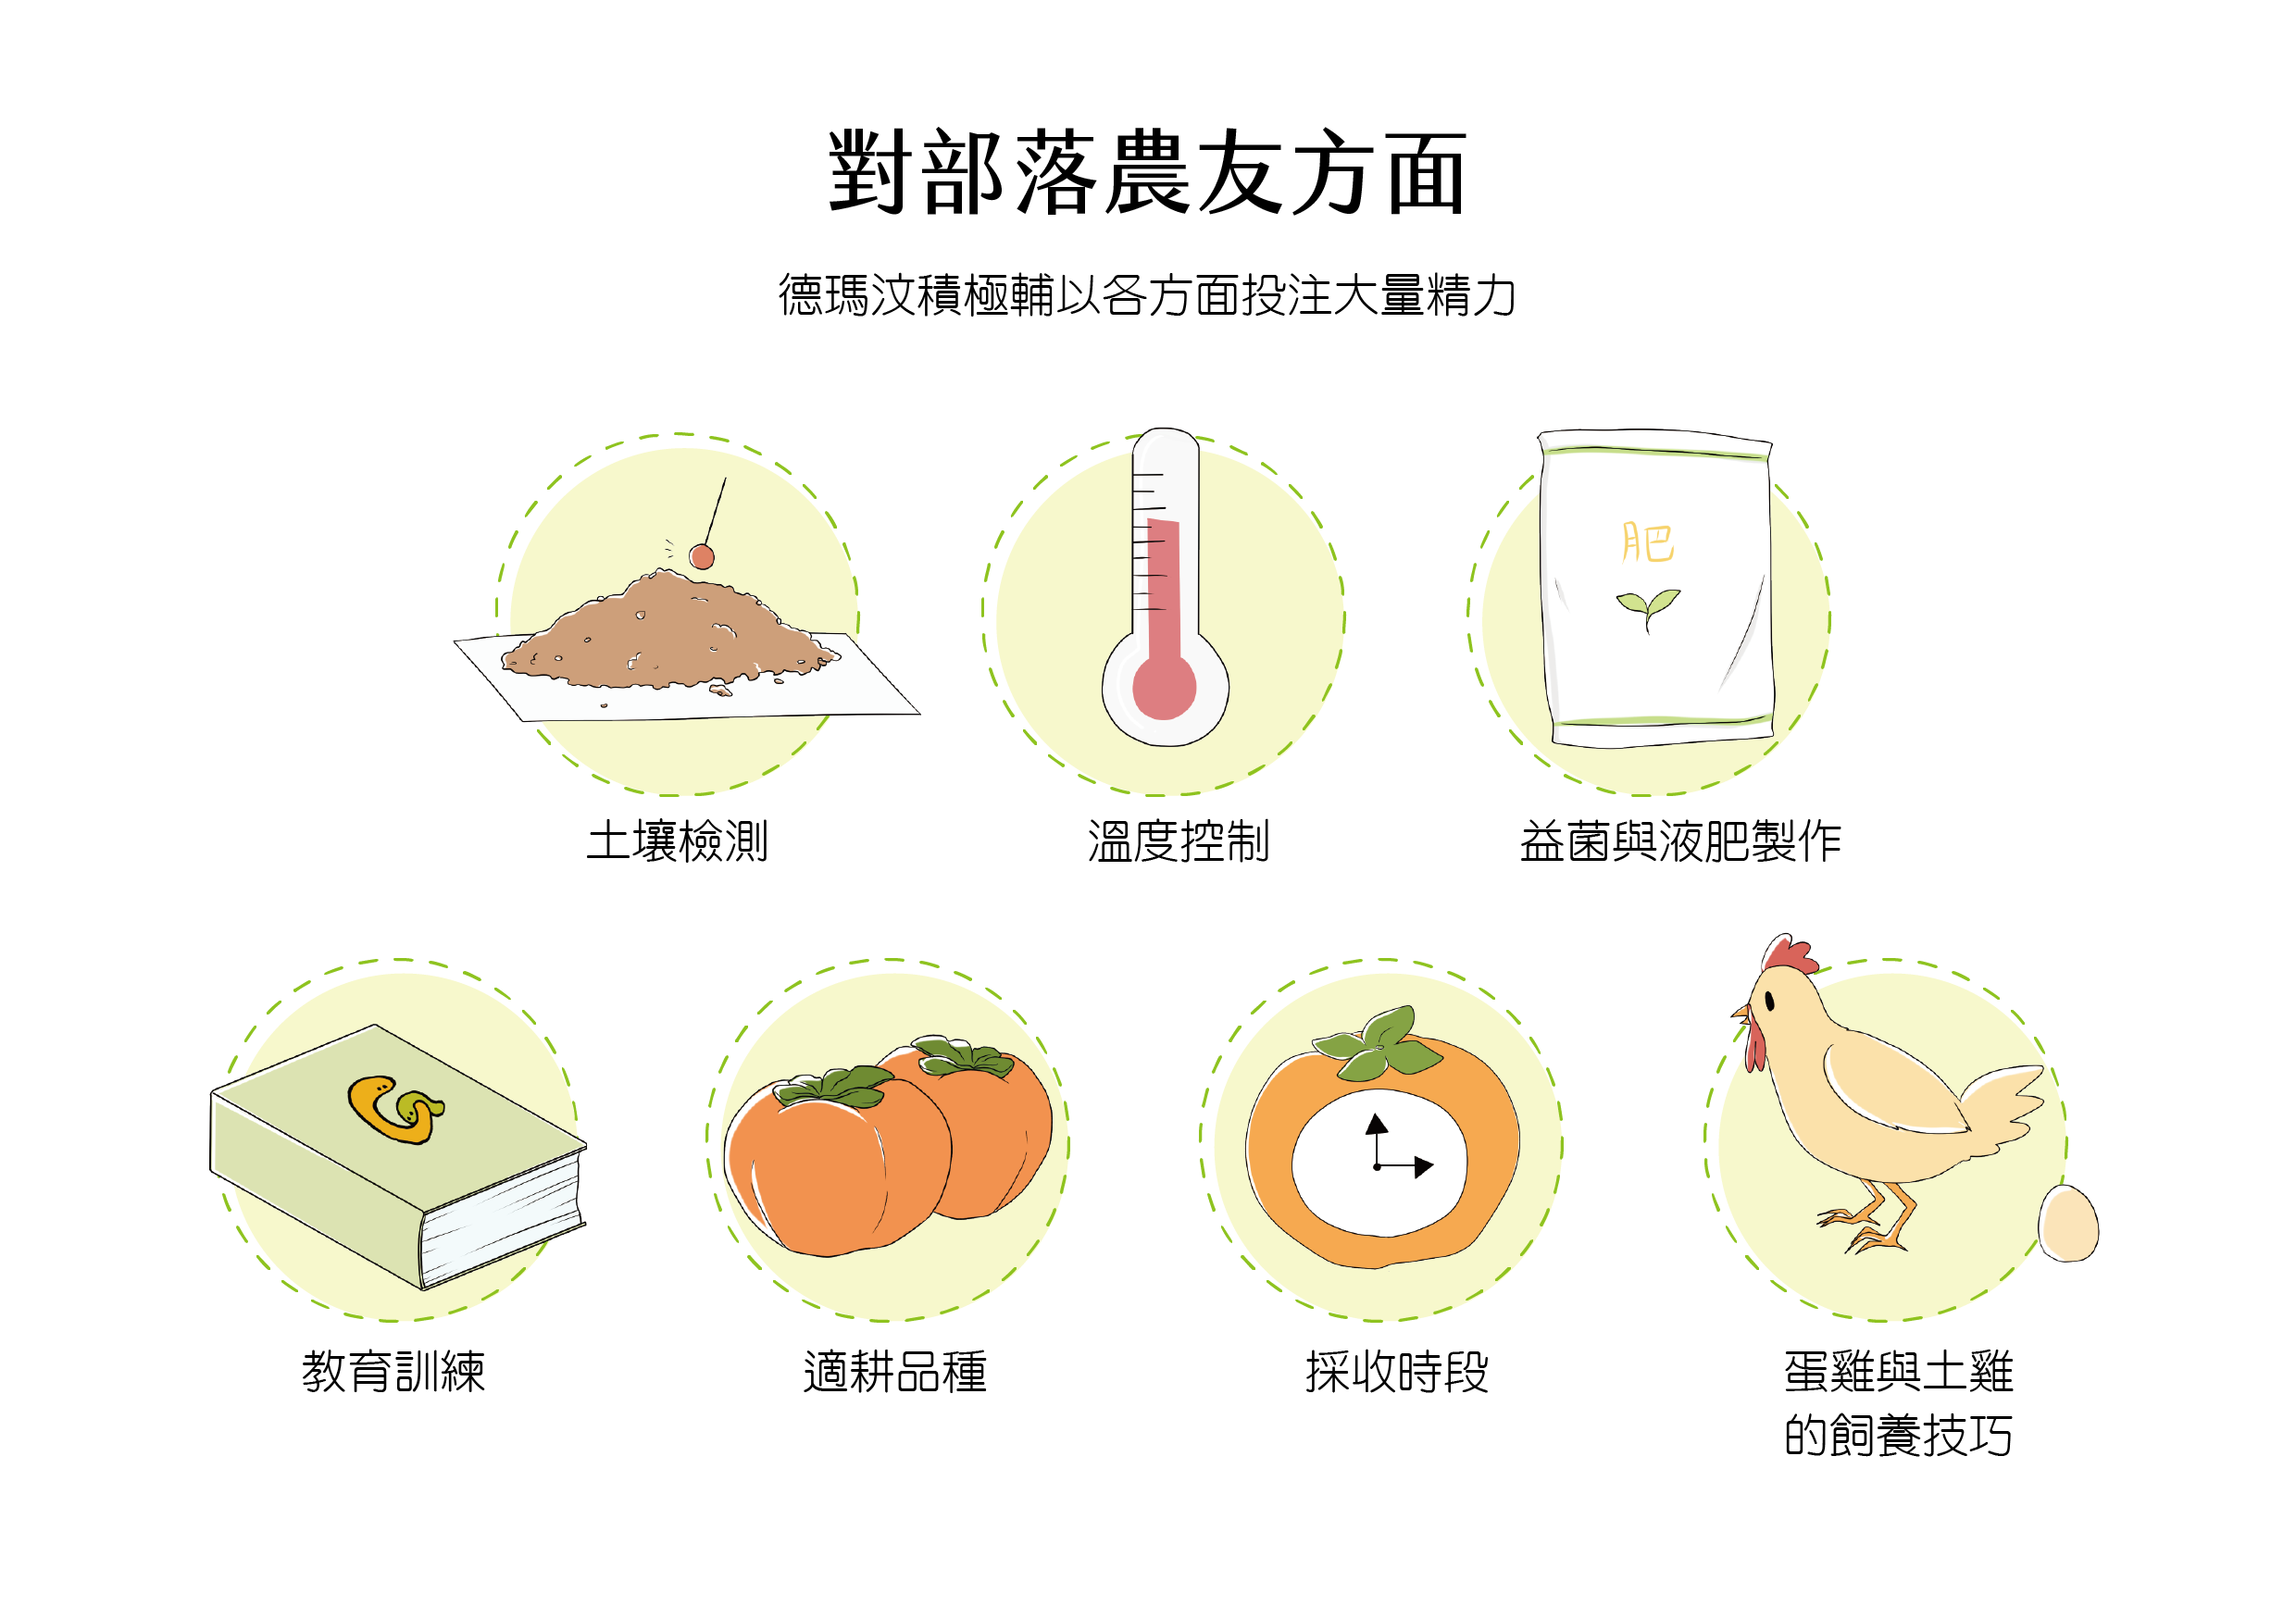 對部落農友方面
德瑪汶積極輔以各方面投注大量精力
肥
土壤檢測
溫度控制
益菌與液肥製作
教育訓練
適耕品種
採收時段
蛋雞與土雞
的飼養技巧